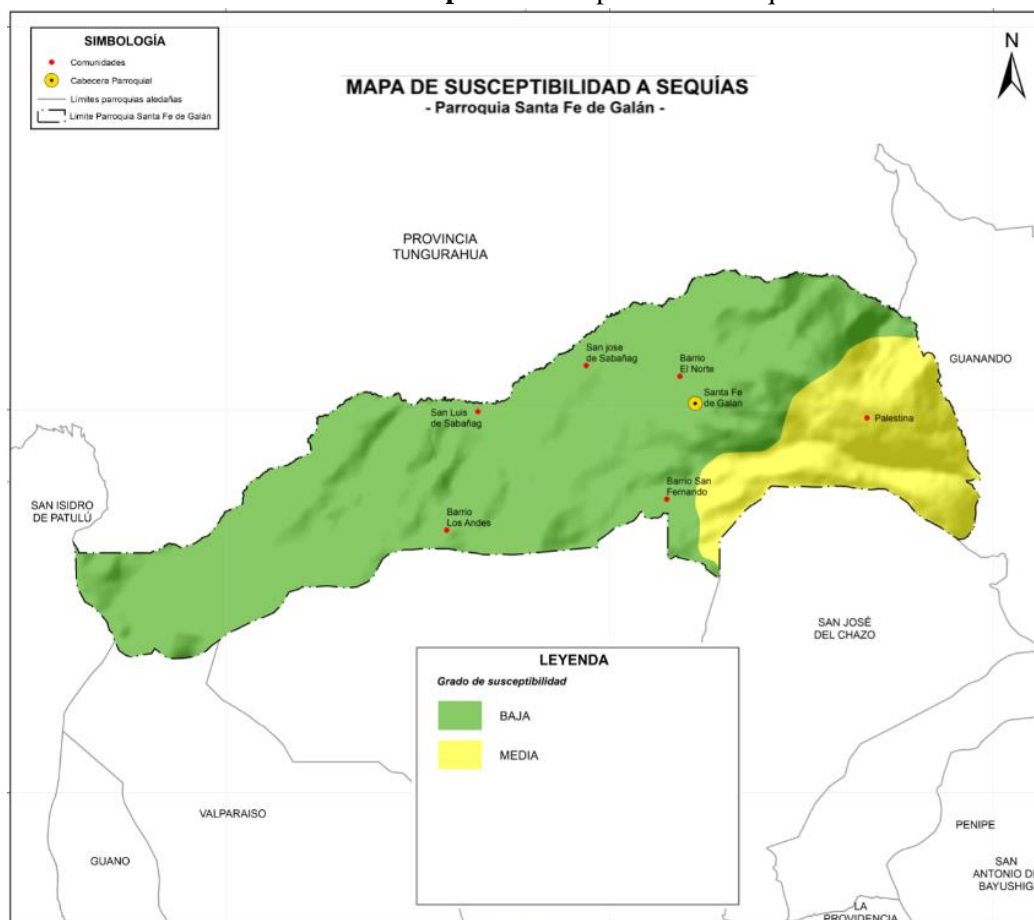 SIMBOLOGÍA
Comunidades
Cabecera Parroquial
Límites parroquias aledañas
Limite Parroquia Santa Fe de Galán
MAPA DE SUSCEPTIBILIDAD A SEQUÍAS
- Parroquia Santa Fe de Galán -
N
PROVINCIA
TUNGURAHUA
GUANANDO
San jose
de Sabañag
Barrio
El Norte
Santa Fe
de Galan
San Luis
de Sabañag
Palestina
Barrio San
Fernando
Barrio
Los Andes
SAN ISIDRO
DE PATULÚ
SAN JOSÉ
DEL CHAZO
LEYENDA
Grado de susceptibilidad
BAJA
MEDIA
VALPARAISO
GUANO
PENIPE
SAN
ANTONIO DE
BAYUSHIG
LA
PROVIDENCIA